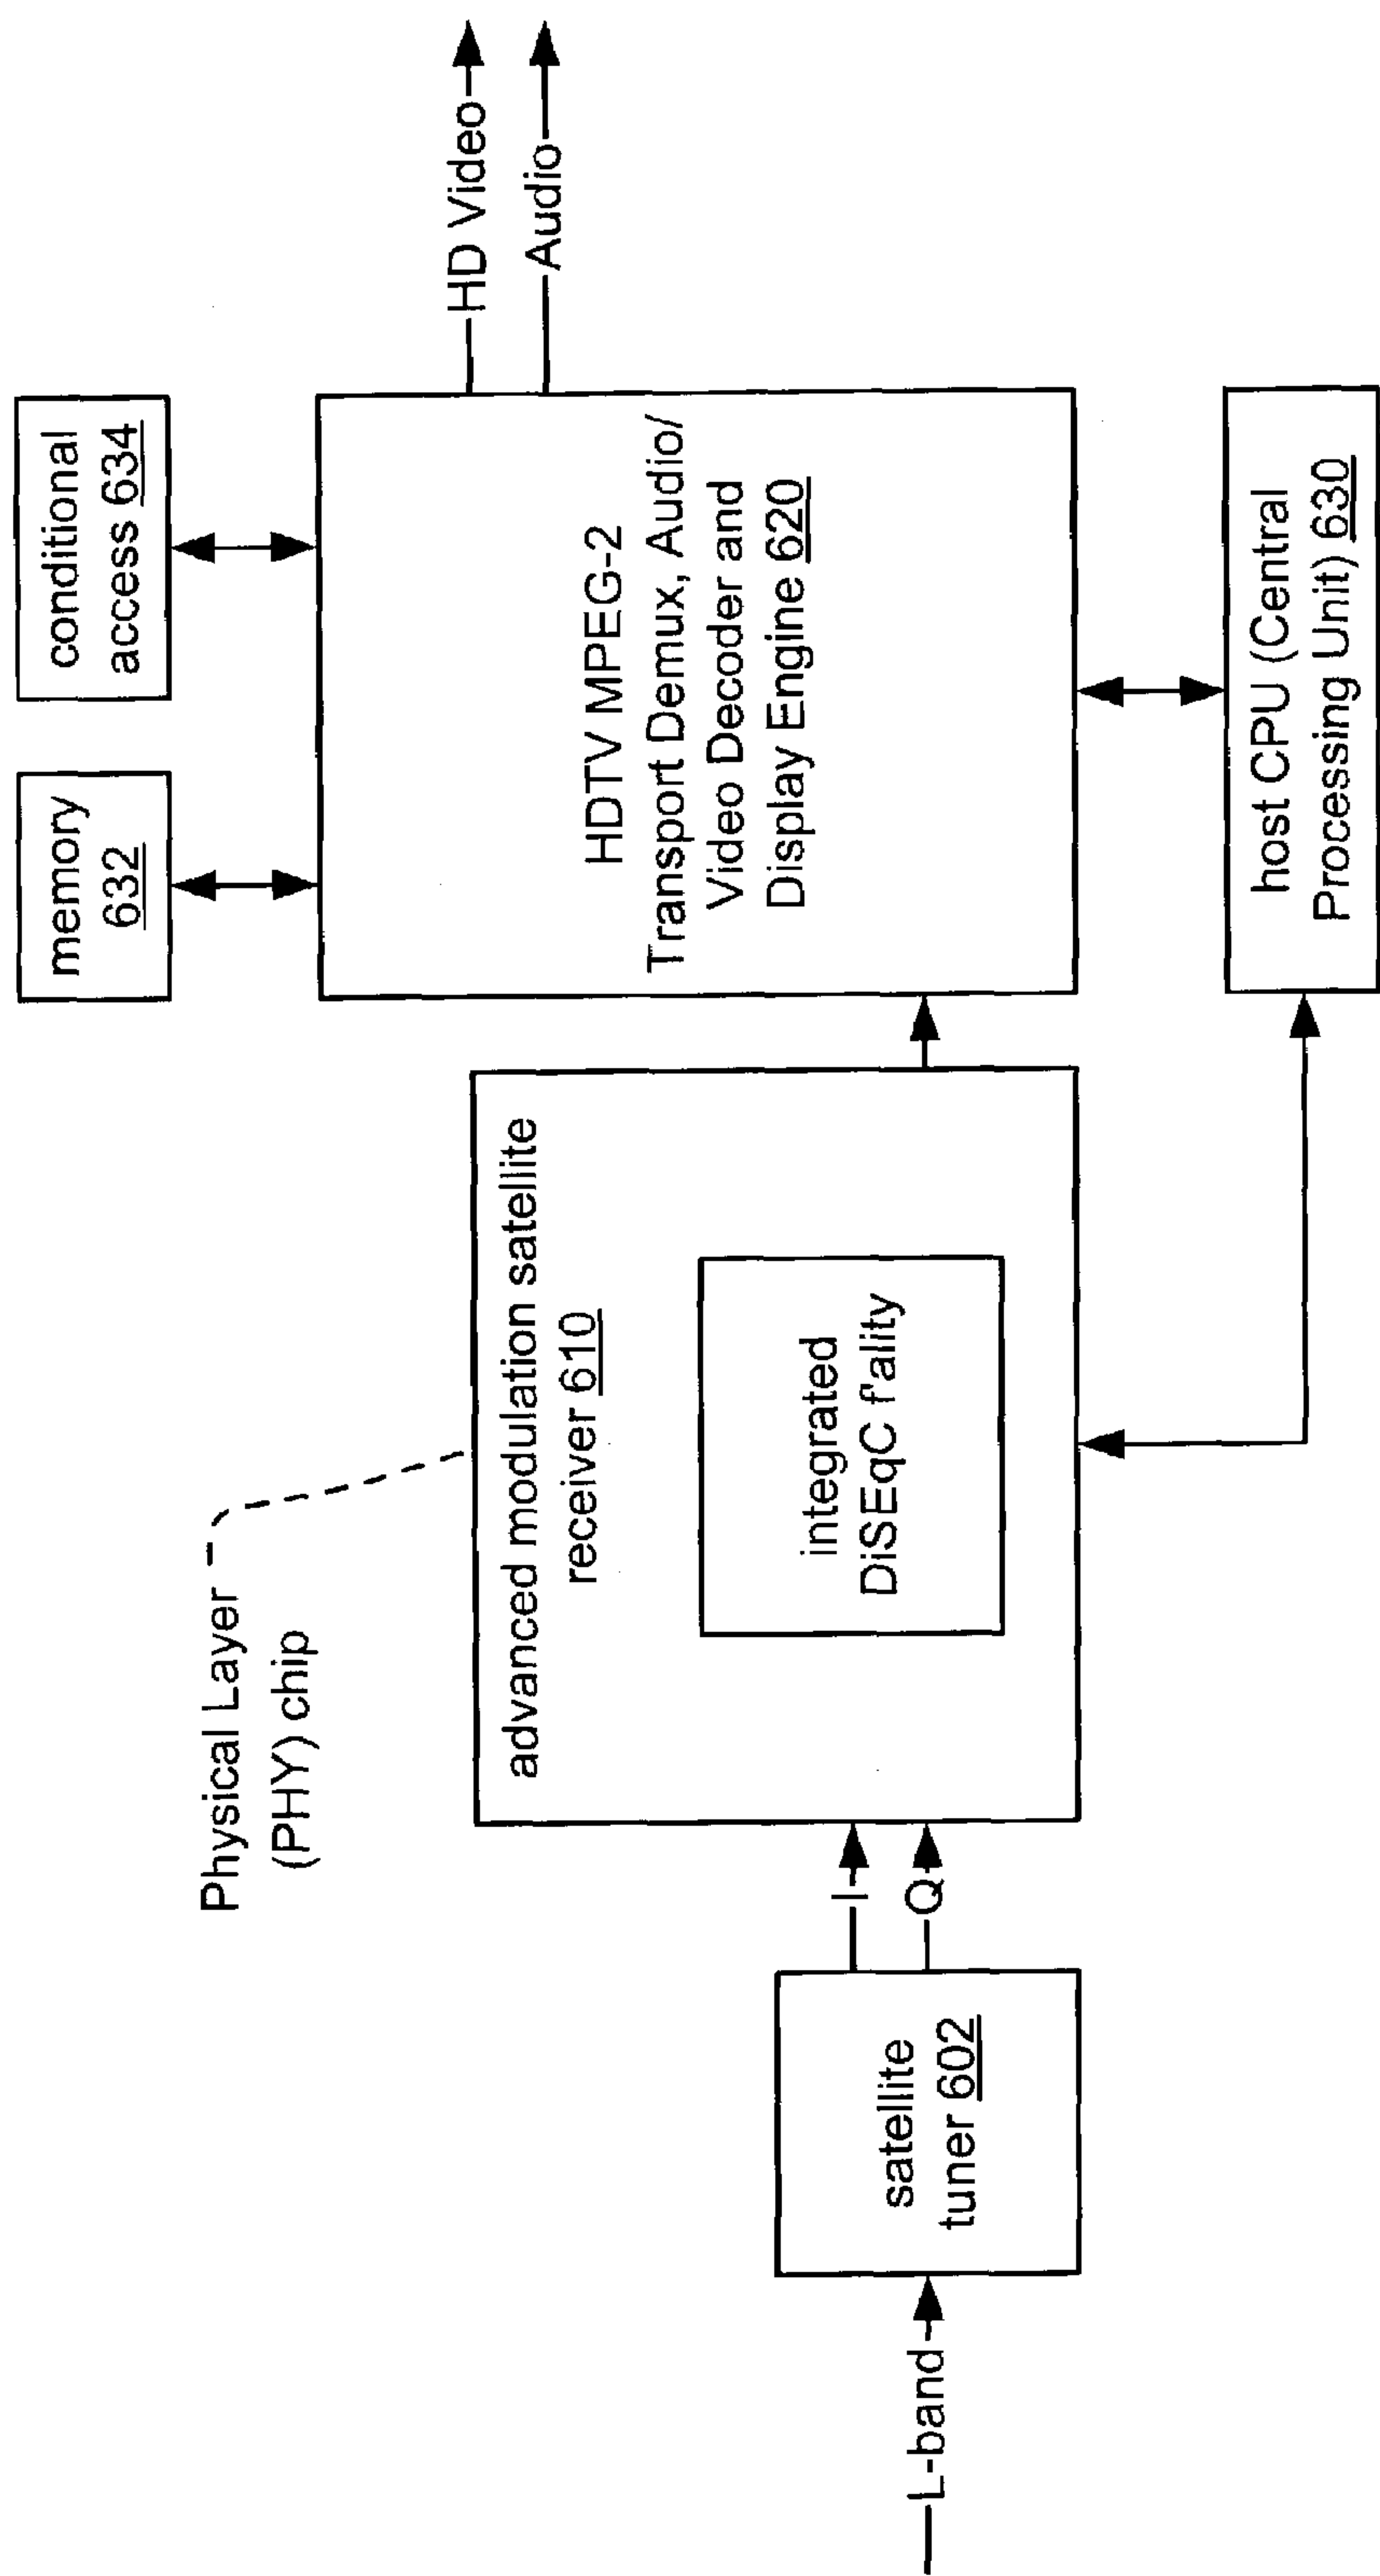 Physical Layer
(PHY) chip
L-band
satellite
tuner 602
I
Q
advanced modulation satellite
receiver 610
integrated
DiSEqC f'ality
memory
632
conditional
access 634
HDTV MPEG-2
Transport Demux, Audio/
Video Decoder and
Display Engine 620
HD Video
Audio
host CPU (Central
Processing Unit) 630